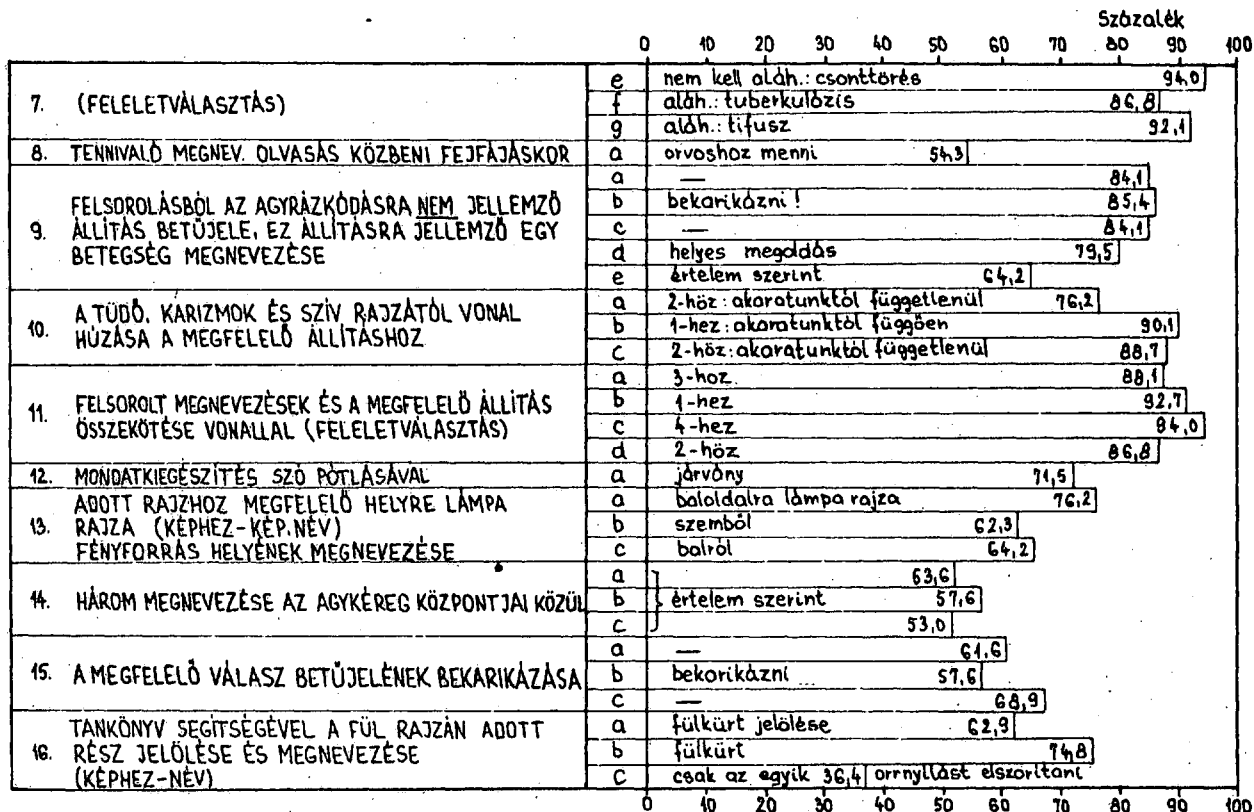 Százalék
0 10 20 30 40 50 60 70 80 90 100
7. (FELELETVÁLASZTÁS)
e nem kell aláh.: csonttörés 94,0
f aláh.: tuberkulózis 86,8
g aláh.: tifusz 92,1
8. TENNIVALÓ MEGNEV. OLVASÁS KÖZBENI FEJFÁJÁSKOR
a orvoshoz menni 54,3
9. FELSOROLÁSBÓL AZ AGYRÁZKÓDÁSRA NEM JELLEMZŐ
ÁLLÍTÁS BETŰJELE, EZ ÁLLÍTÁSRA JELLEMZŐ EGY
BETEGSÉG MEGNEVEZÉSE
a — 84,1
b bekarikázni! 85,4
c — 84,1
d helyes megoldás 79,5
e értelem szerint 64,2
10. A TÜDŐ, KARIZMOK ÉS SZÍV RAJZÁTÓL VONAL
HÚZÁSA A MEGFELELŐ ÁLLÍTÁSHOZ
a 2-höz: akaratunktól függetlenül 76,2
b 1-hez: akaratunktól függően 90,1
c 2-höz: akaratunktól függetlenül 88,7
11. FELSOROLT MEGNEVEZÉSEK ÉS A MEGFELELŐ ÁLLÍTÁS
ÖSSZEKÖTÉSE VONALLAL (FELELETVÁLASZTÁS)
a 3-hoz 88,1
b 1-hez 92,7
c 4-hez 94,0
d 2-höz 86,8
12. MONDATKIEGÉSZÍTÉS SZÓ PÓTLÁSÁVAL
a járvány 71,5
13. ADOTT RAJZHOZ MEGFELELŐ HELYRE LÁMPA
RAJZA (KÉPHEZ-KÉP.NÉV)
FÉNYFORRÁS HELYÉNEK MEGNEVEZÉSE
a baloldalra lámpa rajza 76,2
b szemből 62,3
c balról 64,2
14. HÁROM MEGNEVEZÉSE AZ AGYKÉREG KÖZPONTJAI KÖZÜL
a 53,6
b értelem szerint 57,6
c 53,0
15. A MEGFELELŐ VÁLASZ BETŰJELÉNEK BEKARIKÁZÁSA
a — 61,6
b bekarikázni 57,6
c — 68,9
16. TANKÖNYV SEGÍTSÉGÉVEL A FÜL RAJZÁN ADOTT
RÉSZ JELÖLÉSE ÉS MEGNEVEZÉSE
(KÉPHEZ-NÉV)
a fülkürt jelölése 62,9
b fülkürt 74,8
c csak az egyik 36,4 orrnyílást elszorítani
0 10 20 30 40 50 60 70 80 90 100